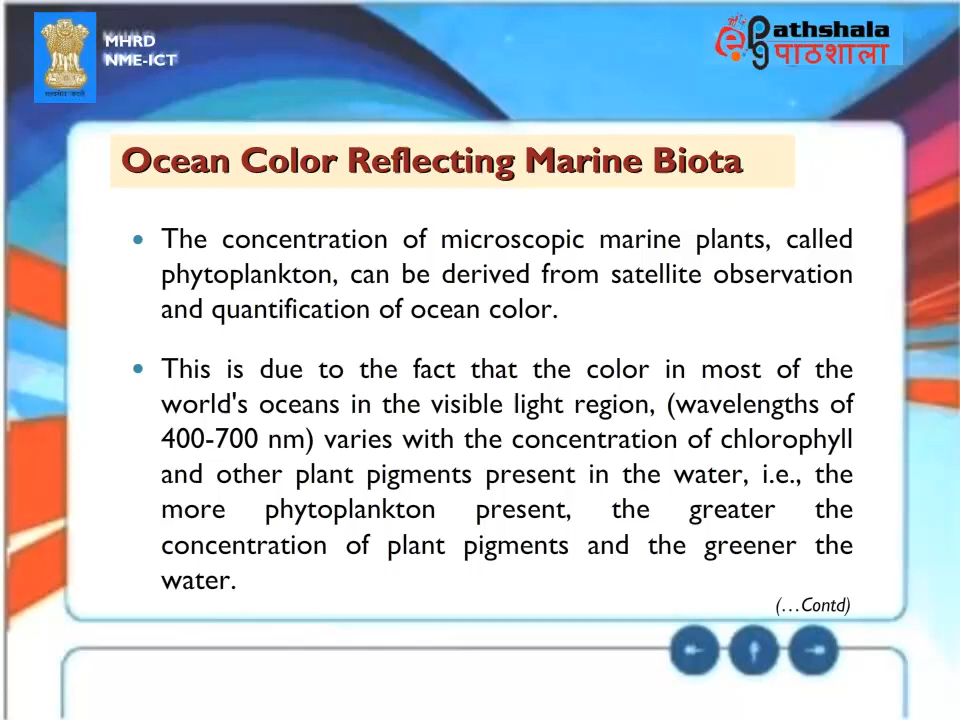 MHRD
NME-ICT
सत्यमेव जयते
e pg
athshala
पाठशाला
Ocean Color Reflecting Marine Biota
• The concentration of microscopic marine plants, called
phytoplankton, can be derived from satellite observation
and quantification of ocean color.
• This is due to the fact that the color in most of the
world's oceans in the visible light region, (wavelengths of
400-700 nm) varies with the concentration of chlorophyll
and other plant pigments present in the water, i.e., the
more phytoplankton present, the greater the
concentration of plant pigments and the greener the
water.
(…Contd)